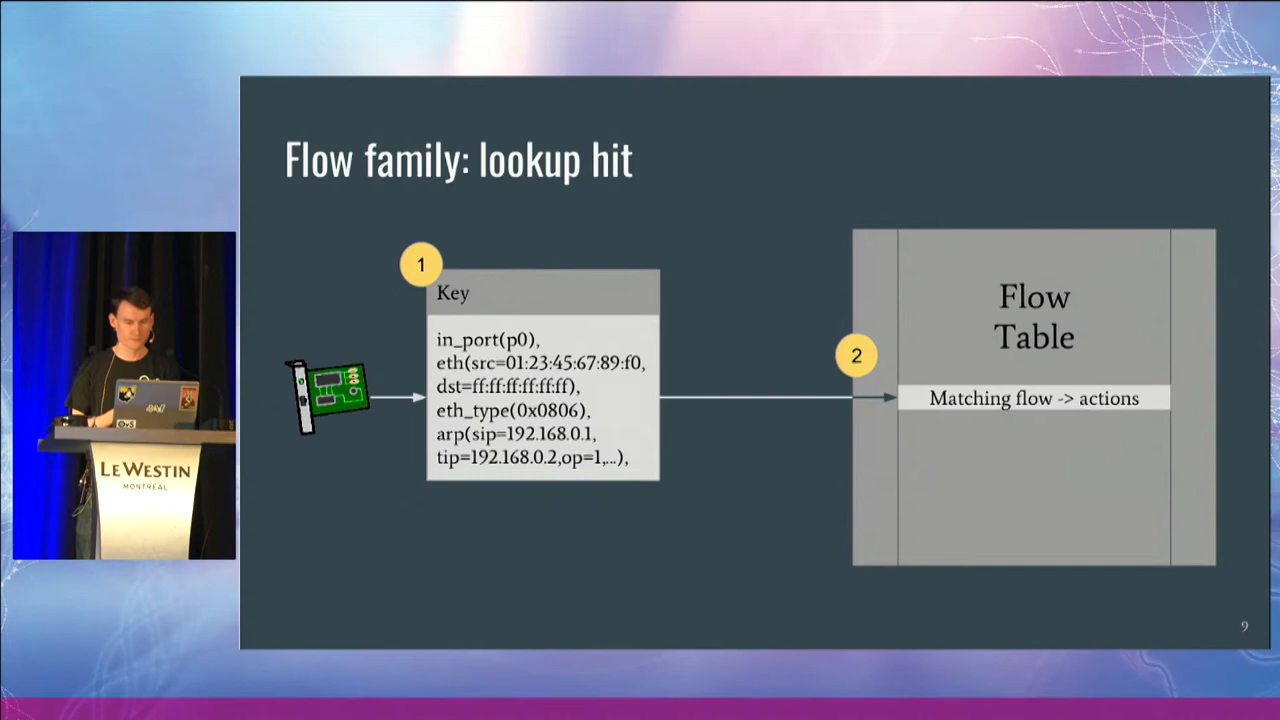 Flow family: lookup hit
1
Key
in_port(p0),
eth(src=01:23:45:67:89:f0,
dst=ff:ff:ff:ff:ff:ff),
eth_type(0x0806),
arp(sip=192.168.0.1,
tip=192.168.0.2,op=1,...),
2
Flow
Table
Matching flow -> actions
9
OvS
LE WESTIN
MONTRÉAL